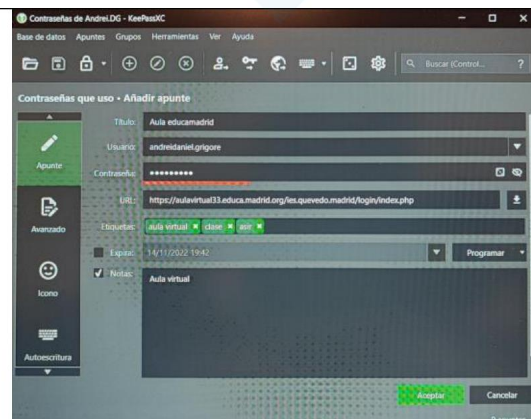 Contraseñas de Andrei.DG - KeePassXC
Base de datos Apuntes Grupos Herramientas Ver Ayuda
Buscar (Control... ?
Contraseñas que uso • Añadir apunte
Apunte
Título: Aula educamadrid
Usuario: andreidaniel.grigore
Contraseña: •••••••••
URL: https://aulavirtual33.educa.madrid.org/ies.quevedo.madrid/login/index.php
Avanzado
Etiquetas: aula virtual clase asir
Expira: 14/11/2022 19:42 Programar
Notas: Aula virtual
Icono
Autoescritura
Aceptar Cancelar